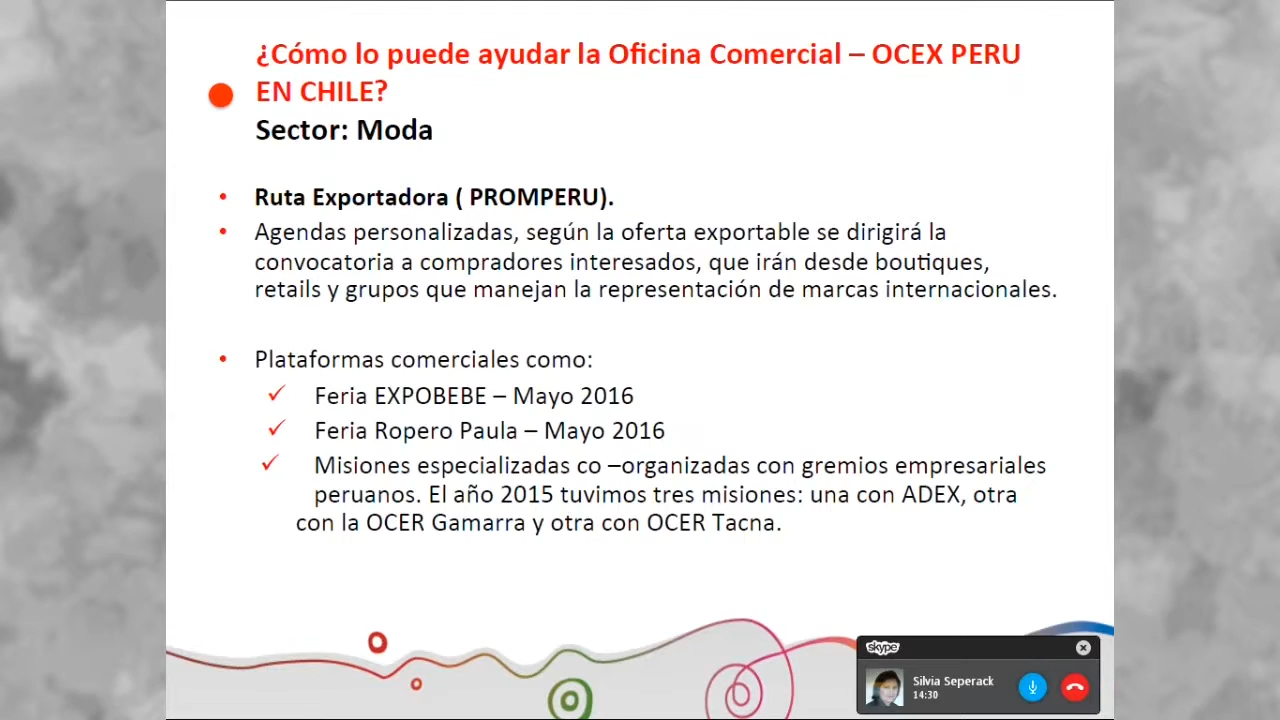 ¿Cómo lo puede ayudar la Oficina Comercial – OCEX PERU
EN CHILE?
Sector: Moda
• Ruta Exportadora ( PROMPERU).
• Agendas personalizadas, según la oferta exportable se dirigirá la
convocatoria a compradores interesados, que irán desde boutiques,
retails y grupos que manejan la representación de marcas internacionales.
• Plataformas comerciales como:
✓ Feria EXPOBEBE – Mayo 2016
✓ Feria Ropero Paula – Mayo 2016
✓ Misiones especializadas co –organizadas con gremios empresariales
peruanos. El año 2015 tuvimos tres misiones: una con ADEX, otra
con la OCER Gamarra y otra con OCER Tacna.
skype
Silvia Seperack
14:30